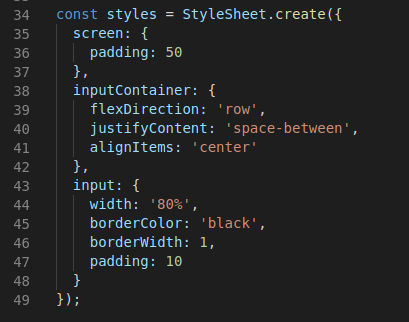 34 const styles = StyleSheet.create({
35 screen: {
36 padding: 50
37 },
38 inputContainer: {
39 flexDirection: 'row',
40 justifyContent: 'space-between',
41 alignItems: 'center'
42 },
43 input: {
44 width: '80%',
45 borderColor: 'black',
46 borderWidth: 1,
47 padding: 10
48 }
49 });